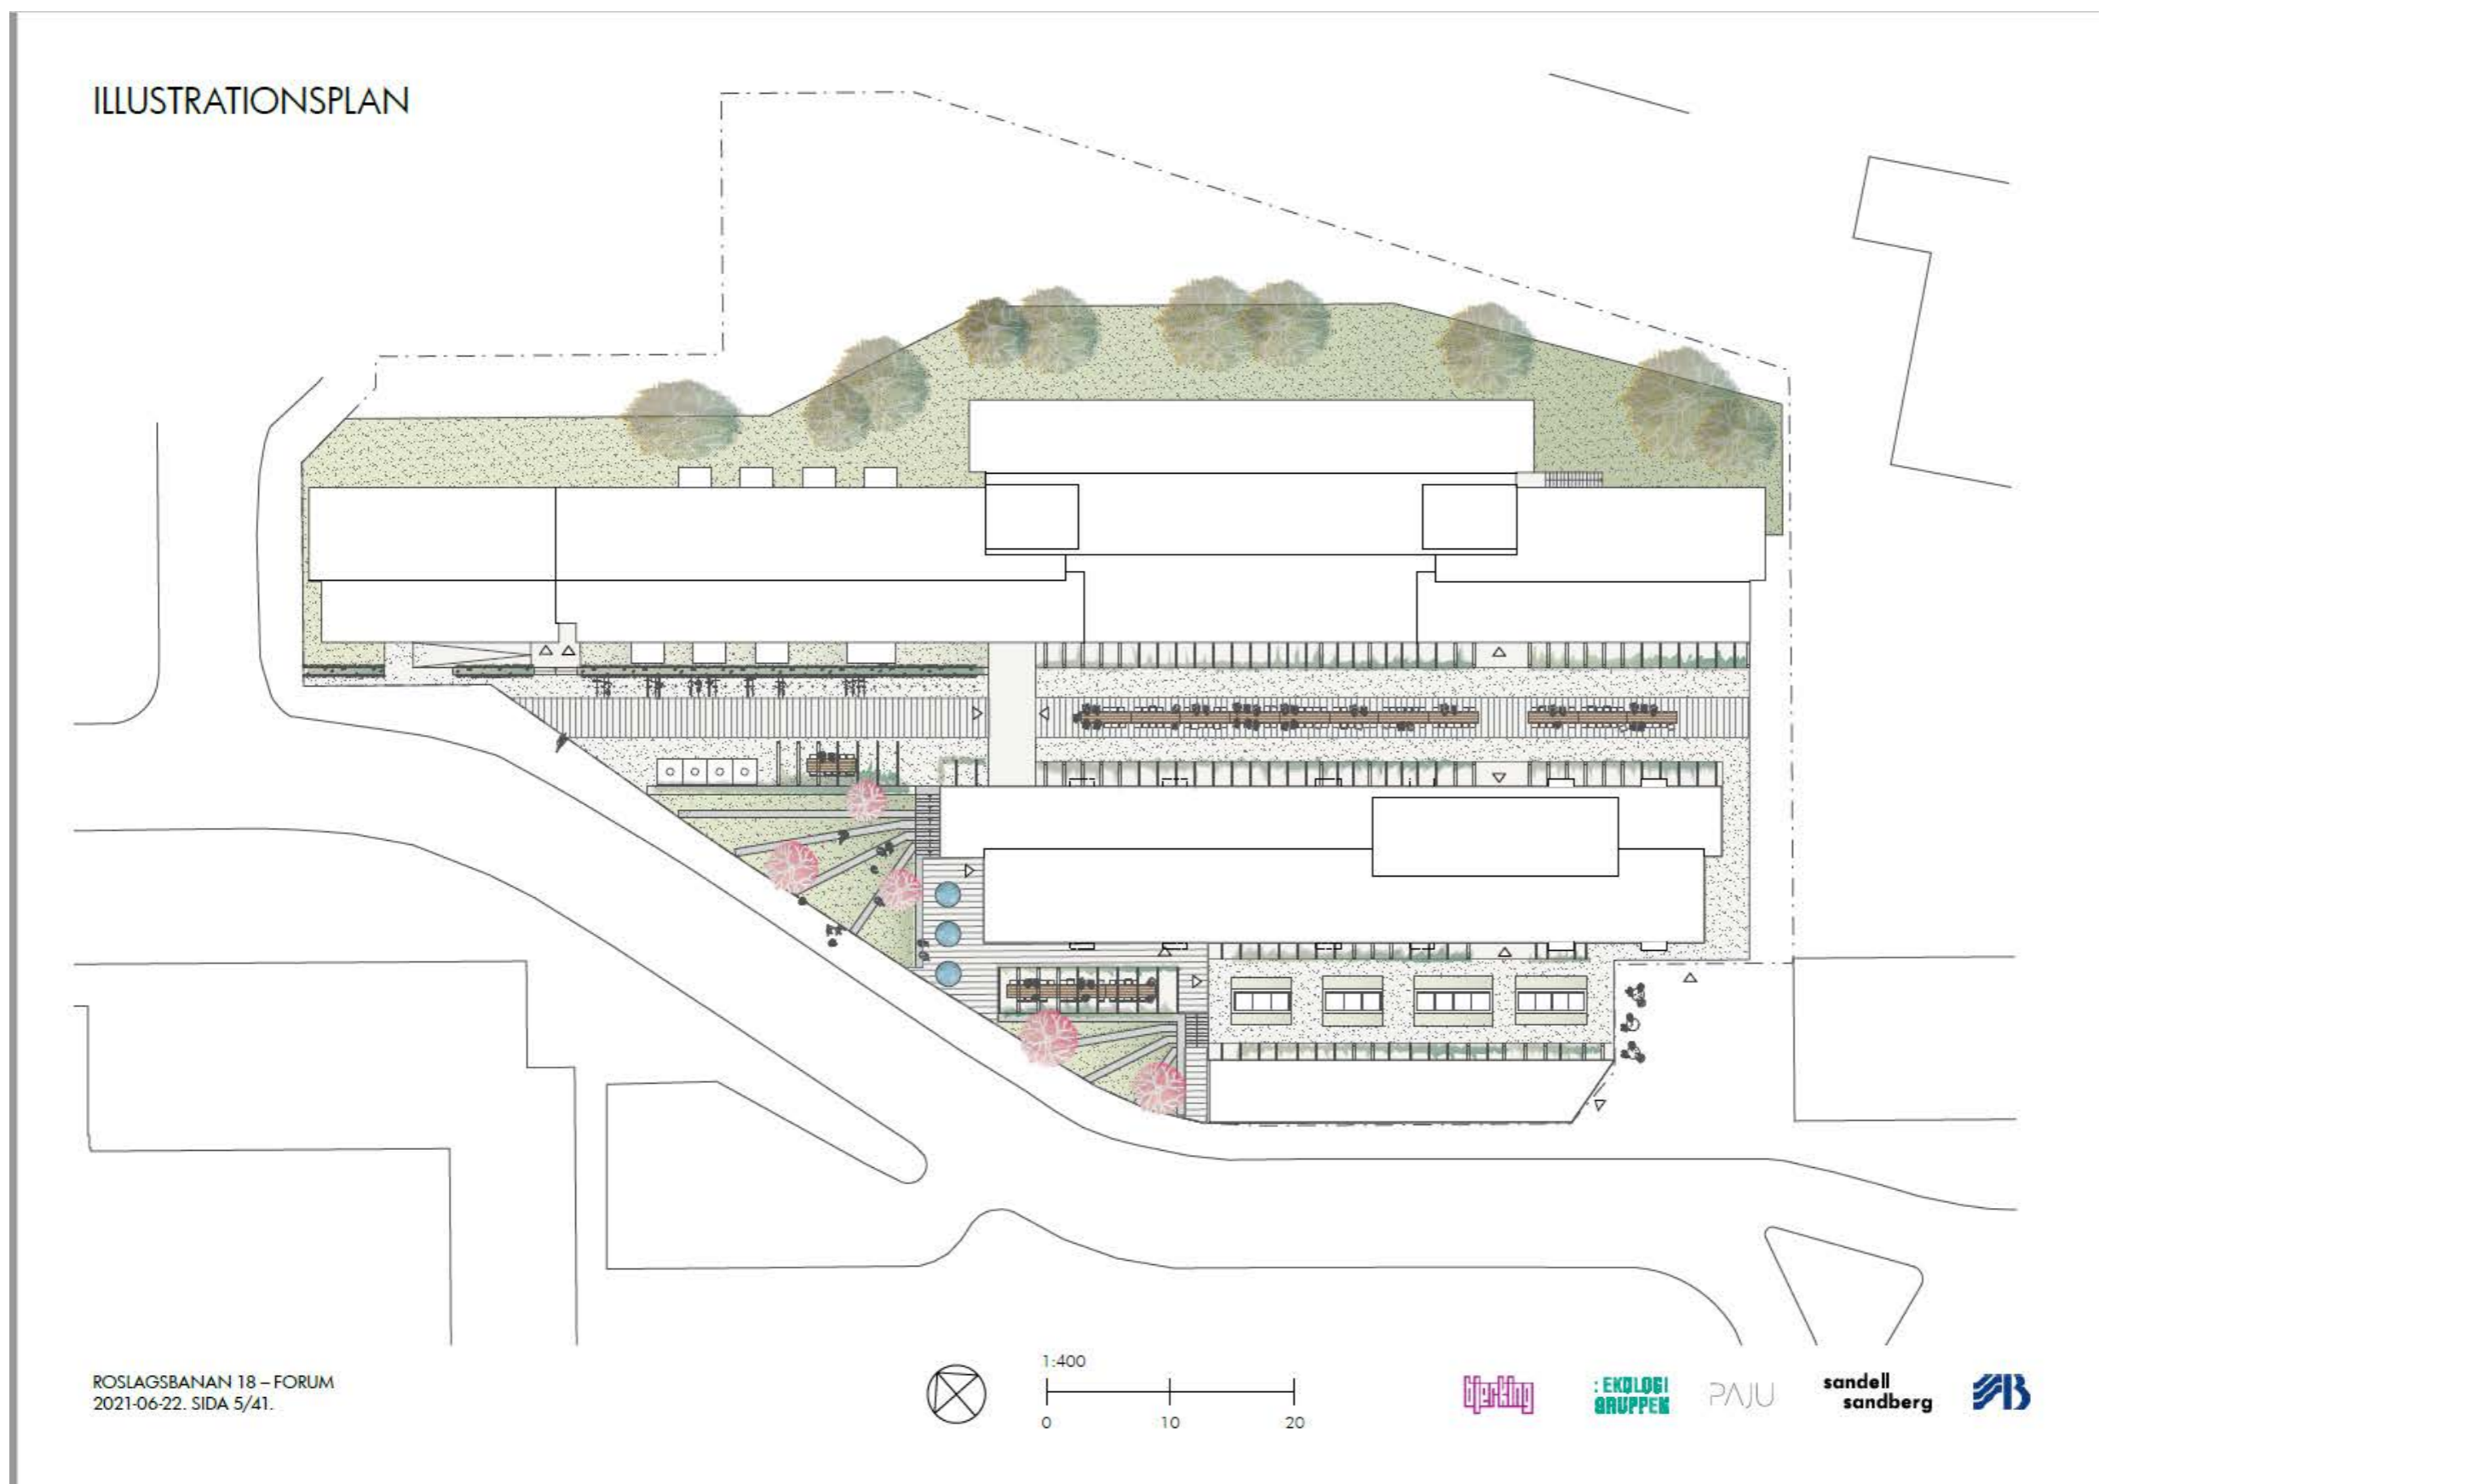 ILLUSTRATIONSPLAN
ROSLAGSBANAN 18 – FORUM
2021-06-22. SIDA 5/41.
1:400
0 10 20
bjerking
: EKOLOGI
GRUPPEN
PAJU
sandell
sandberg